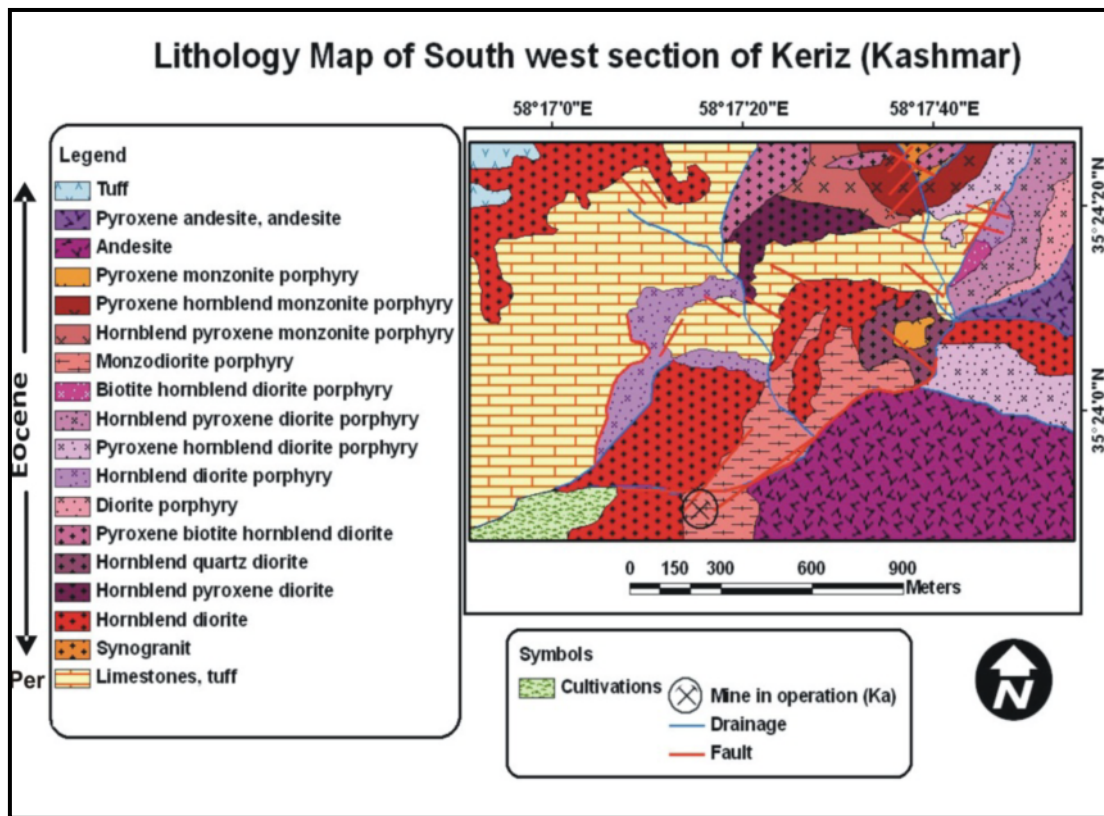 Lithology Map of South west section of Keriz (Kashmar)
58°17'0"E 58°17'20"E 58°17'40"E
35°24'20"N
35°24'0"N
Legend
Tuff
Pyroxene andesite, andesite
Andesite
Pyroxene monzonite porphyry
Pyroxene hornblend monzonite porphyry
Hornblend pyroxene monzonite porphyry
Monzodiorite porphyry
Biotite hornblend diorite porphyry
Hornblend pyroxene diorite porphyry
Pyroxene hornblend diorite porphyry
Hornblend diorite porphyry
Diorite porphyry
Pyroxene biotite hornblend diorite
Hornblend quartz diorite
Hornblend pyroxene diorite
Hornblend diorite
Synogranit
Limestones, tuff
Eocene
Per
0 150 300 600 900
Meters
Symbols
Cultivations
Mine in operation (Ka)
Drainage
Fault
N